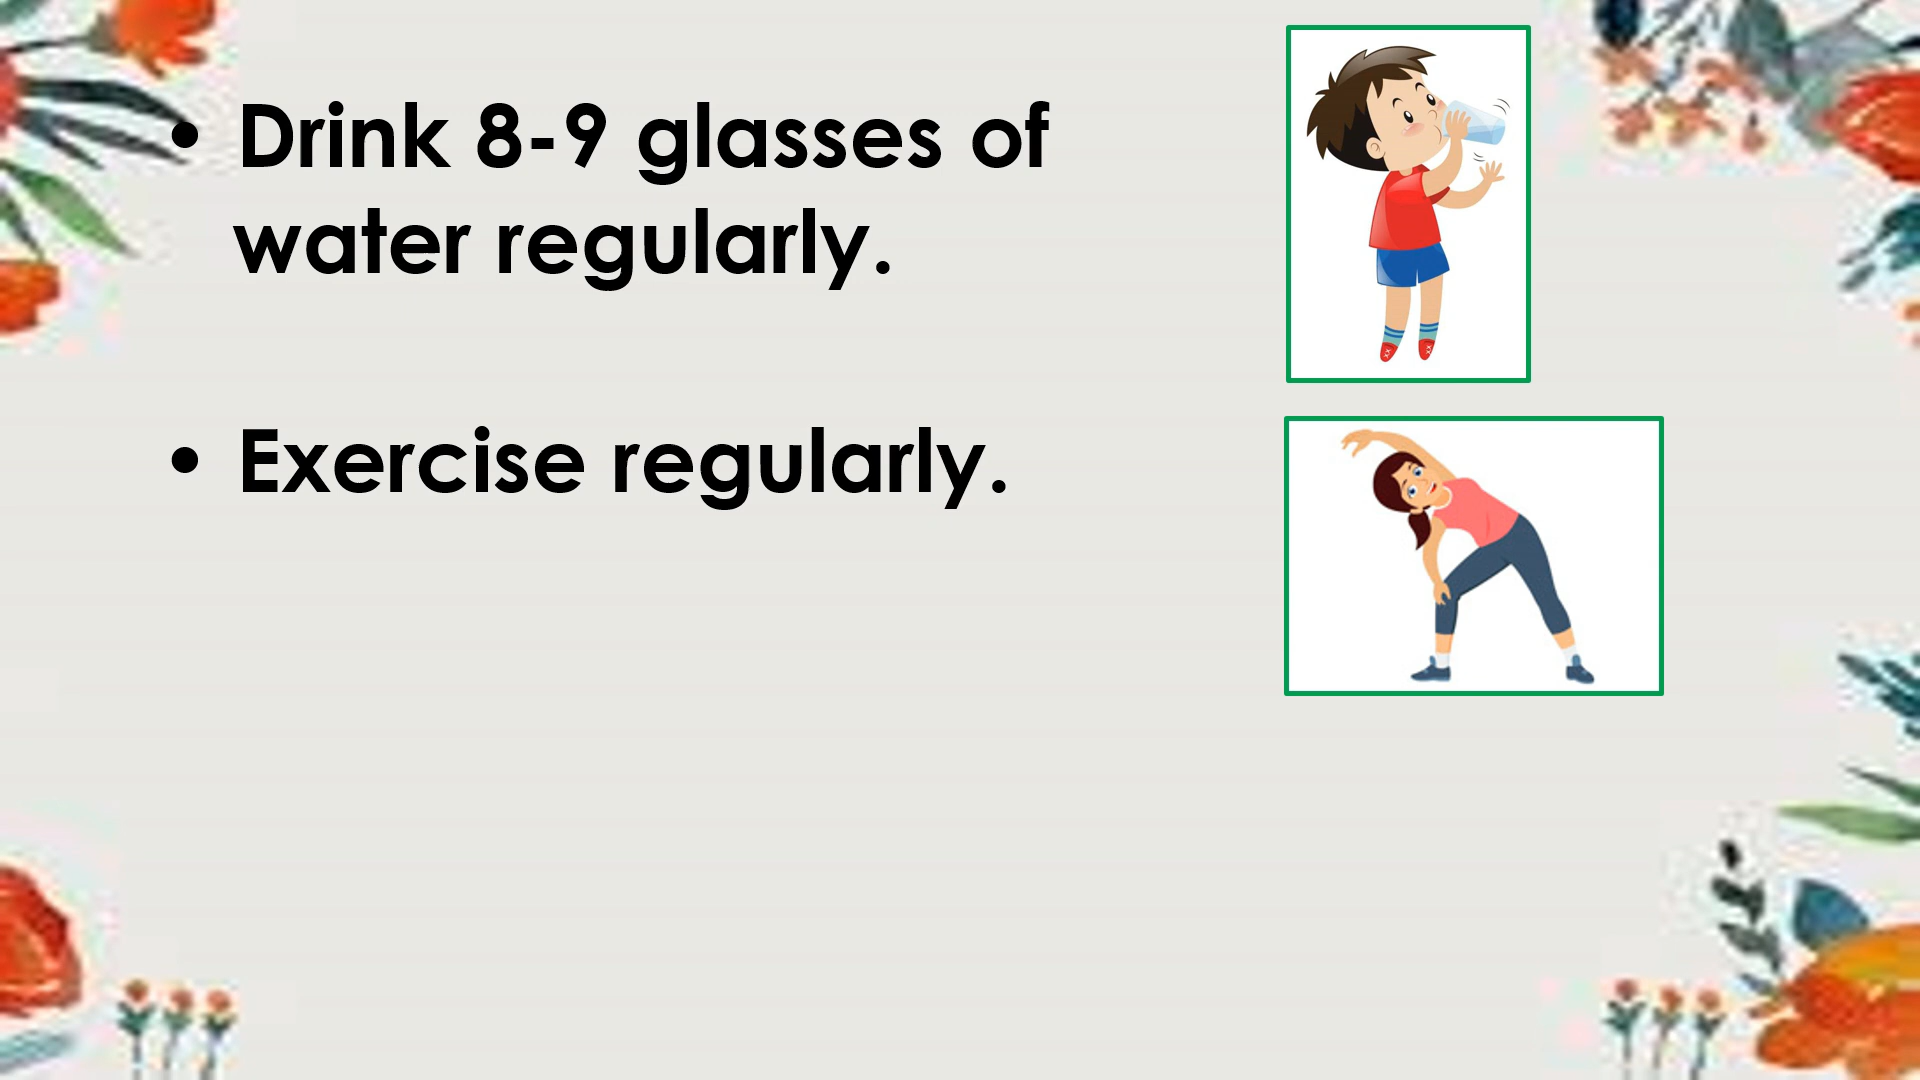 • Drink 8-9 glasses of
water regularly.
• Exercise regularly.